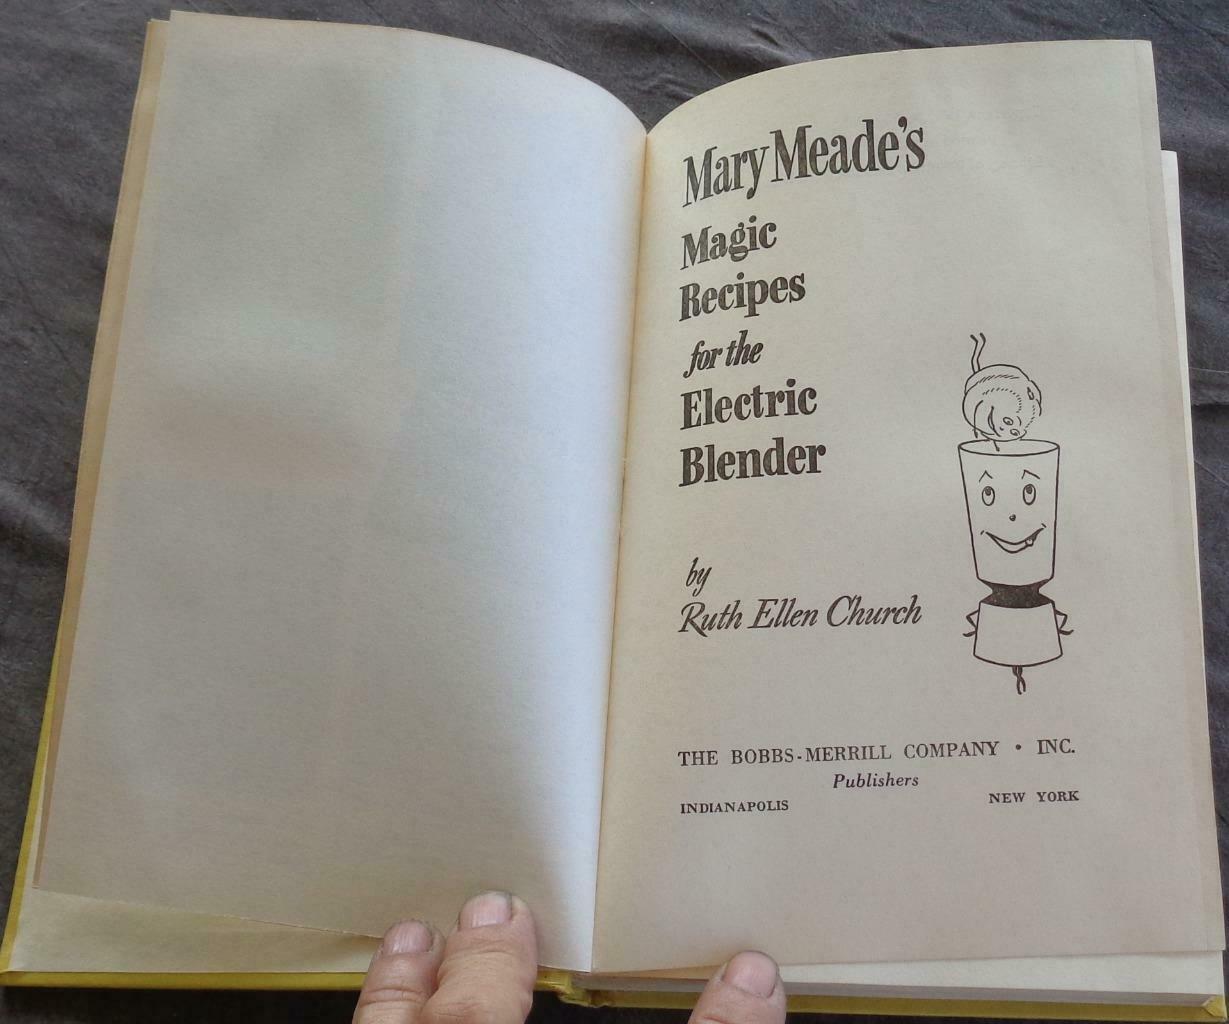 Mary Meade's
Magic
Recipes
for the
Electric
Blender
by
Ruth Ellen Church
THE BOBBS-MERRILL COMPANY • INC.
Publishers
INDIANAPOLIS NEW YORK